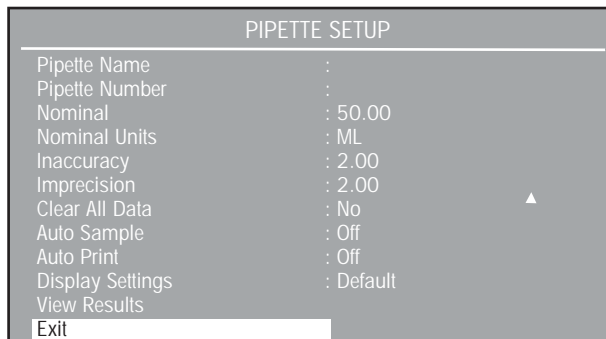 PIPETTE SETUP
Pipette Name :
Pipette Number :
Nominal : 50.00
Nominal Units : ML
Inaccuracy : 2.00
Imprecision : 2.00
Clear All Data : No
Auto Sample : Off
Auto Print : Off
Display Settings : Default
View Results
Exit